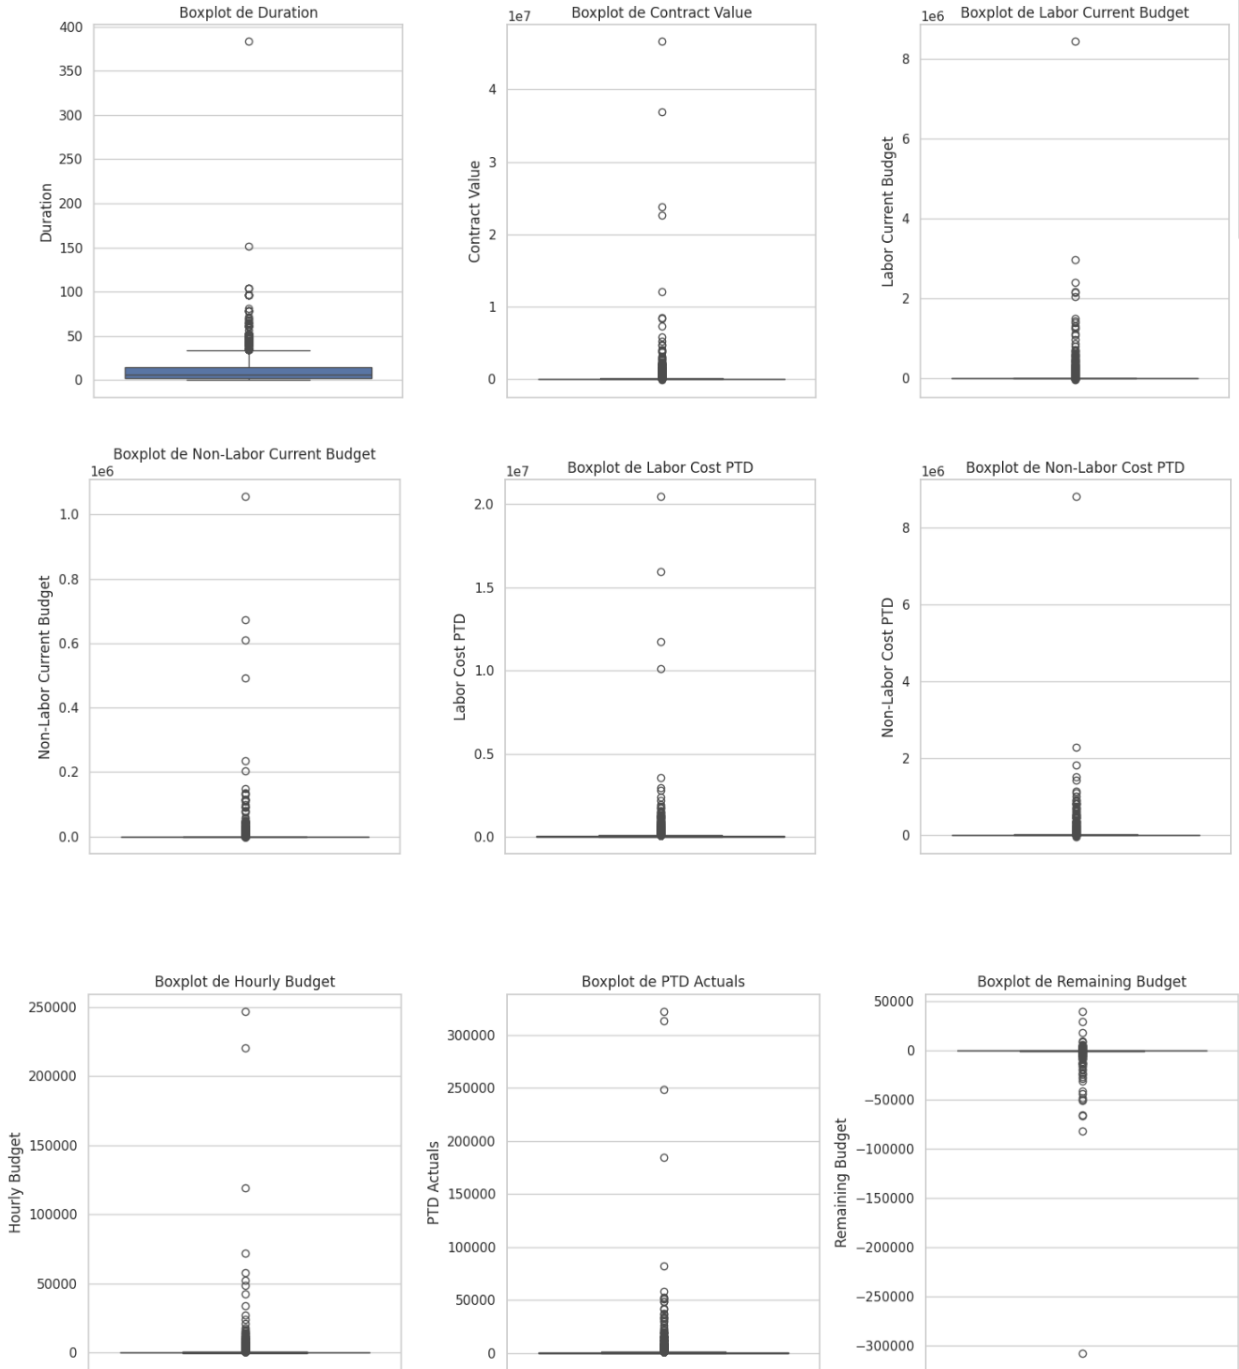 Boxplot de Duration
400
350
300
250
200
150
100
50
0
Duration
Boxplot de Contract Value
1e7
4
3
2
1
0
Contract Value
Boxplot de Labor Current Budget
1e6
8
6
4
2
0
Labor Current Budget
Boxplot de Non-Labor Current Budget
1e6
1.0
0.8
0.6
0.4
0.2
0.0
Non-Labor Current Budget
Boxplot de Labor Cost PTD
1e7
2.0
1.5
1.0
0.5
0.0
Labor Cost PTD
Boxplot de Non-Labor Cost PTD
1e6
8
6
4
2
0
Non-Labor Cost PTD
Boxplot de Hourly Budget
250000
200000
150000
100000
50000
0
Hourly Budget
Boxplot de PTD Actuals
300000
250000
200000
150000
100000
50000
0
PTD Actuals
Boxplot de Remaining Budget
50000
0
−50000
−100000
−150000
−200000
−250000
−300000
Remaining Budget